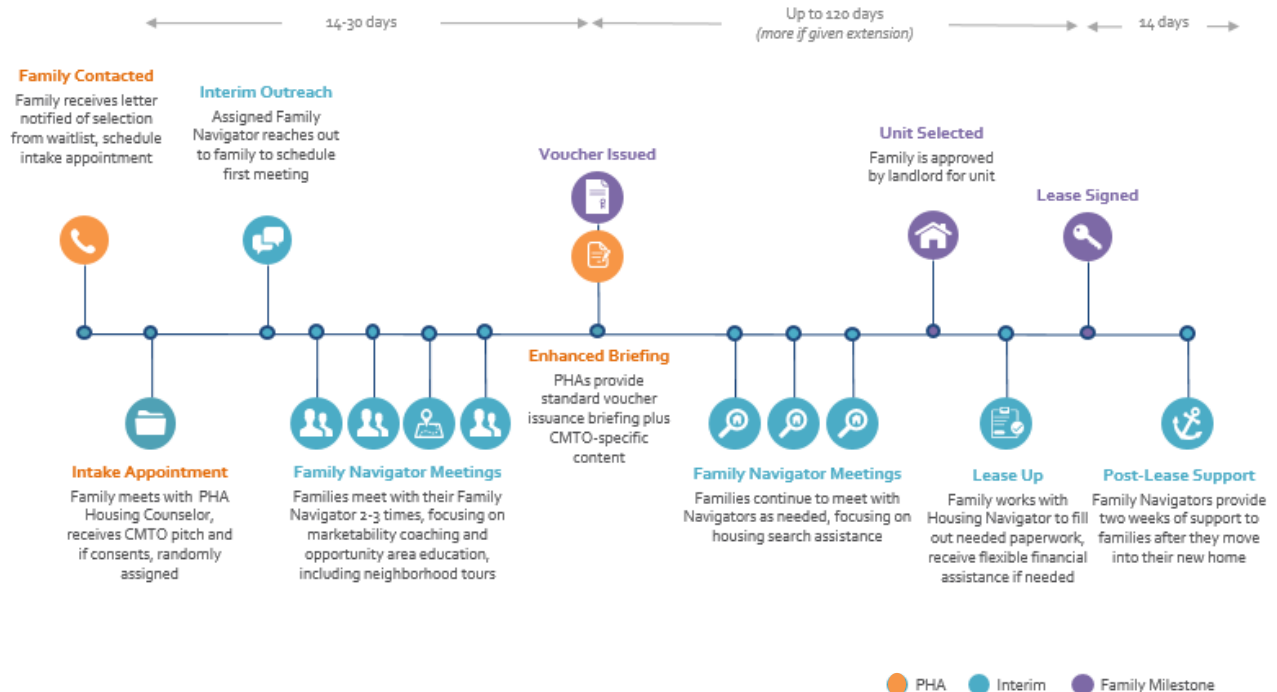 14-30 days
Up to 120 days
(more if given extension)
14 days
Family Contacted
Family receives letter
notified of selection
from waitlist, schedule
intake appointment
Interim Outreach
Assigned Family
Navigator reaches out
to family to schedule
first meeting
Voucher Issued
Unit Selected
Family is approved
by landlord for unit
Lease Signed
Intake Appointment
Family meets with PHA
Housing Counselor,
receives CMTO pitch and
if consents, randomly
assigned
Family Navigator Meetings
Families meet with their Family
Navigator 2-3 times, focusing on
marketability coaching and
opportunity area education,
including neighborhood tours
Enhanced Briefing
PHAs provide
standard voucher
issuance briefing plus
CMTO-specific
content
Family Navigator Meetings
Families continue to meet with
Navigators as needed, focusing on
housing search assistance
Lease Up
Family works with
Housing Navigator to fill
out needed paperwork,
receive flexible financial
assistance if needed
Post-Lease Support
Family Navigators provide
two weeks of support to
families after they move
into their new home
PHA
Interim
Family Milestone